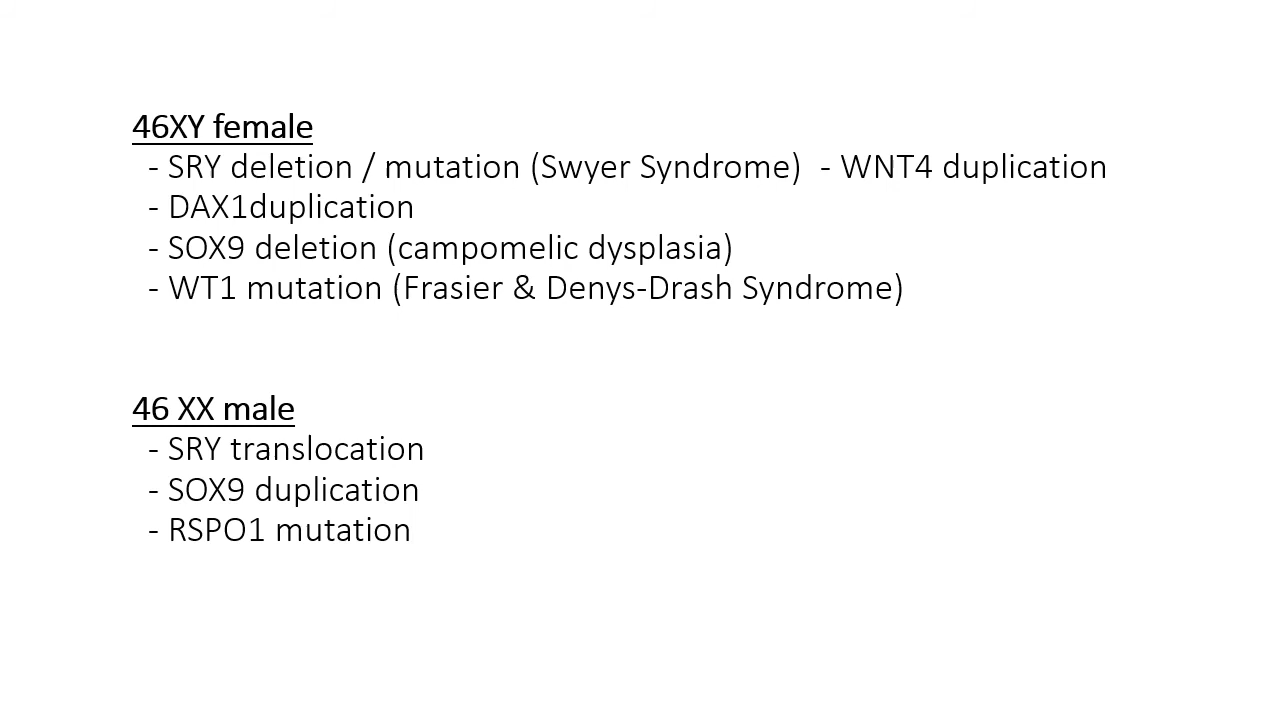 46XY female
- SRY deletion / mutation (Swyer Syndrome)  - WNT4 duplication
- DAX1duplication
- SOX9 deletion (campomelic dysplasia)
- WT1 mutation (Frasier & Denys-Drash Syndrome)
46 XX male
- SRY translocation
- SOX9 duplication
- RSPO1 mutation